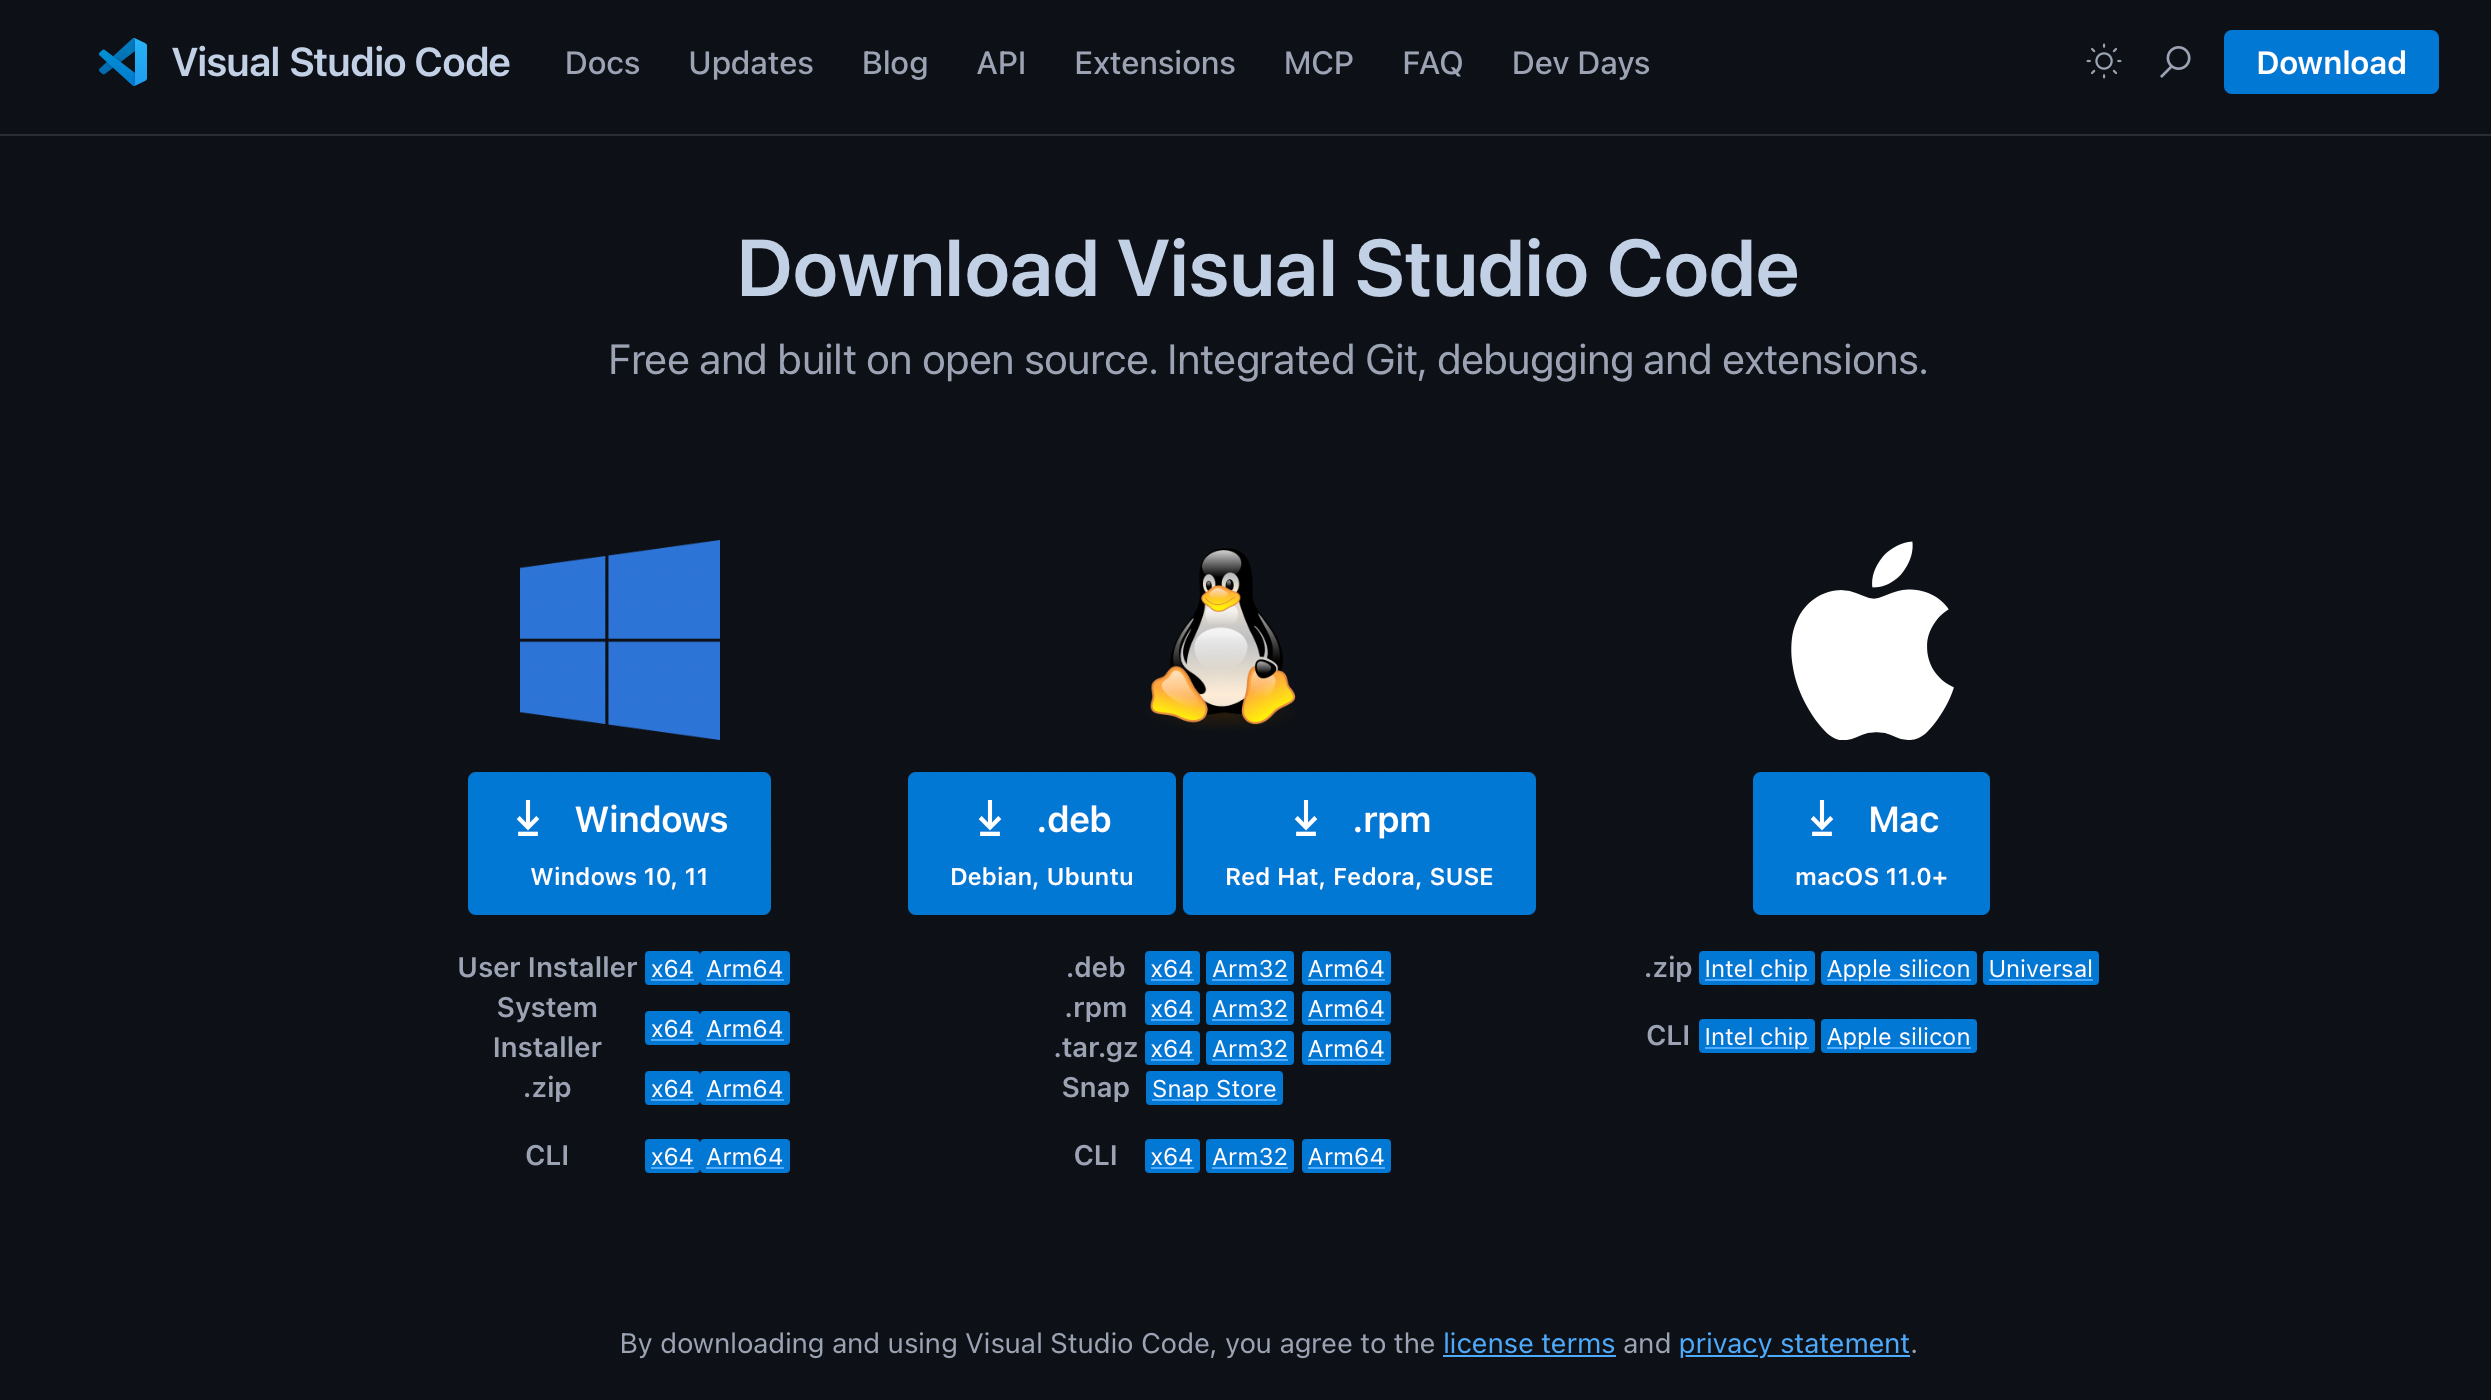 Visual Studio Code Docs Updates Blog API Extensions MCP FAQ Dev Days Download
Download Visual Studio Code
Free and built on open source. Integrated Git, debugging and extensions.
Windows
Windows 10, 11
User Installer x64 Arm64
System
Installer x64 Arm64
.zip x64 Arm64
CLI x64 Arm64
.deb
Debian, Ubuntu
.rpm
Red Hat, Fedora, SUSE
.deb x64 Arm32 Arm64
.rpm x64 Arm32 Arm64
.tar.gz x64 Arm32 Arm64
Snap Snap Store
CLI x64 Arm32 Arm64
Mac
macOS 11.0+
.zip Intel chip Apple silicon Universal
CLI Intel chip Apple silicon
By downloading and using Visual Studio Code, you agree to the license terms and privacy statement.